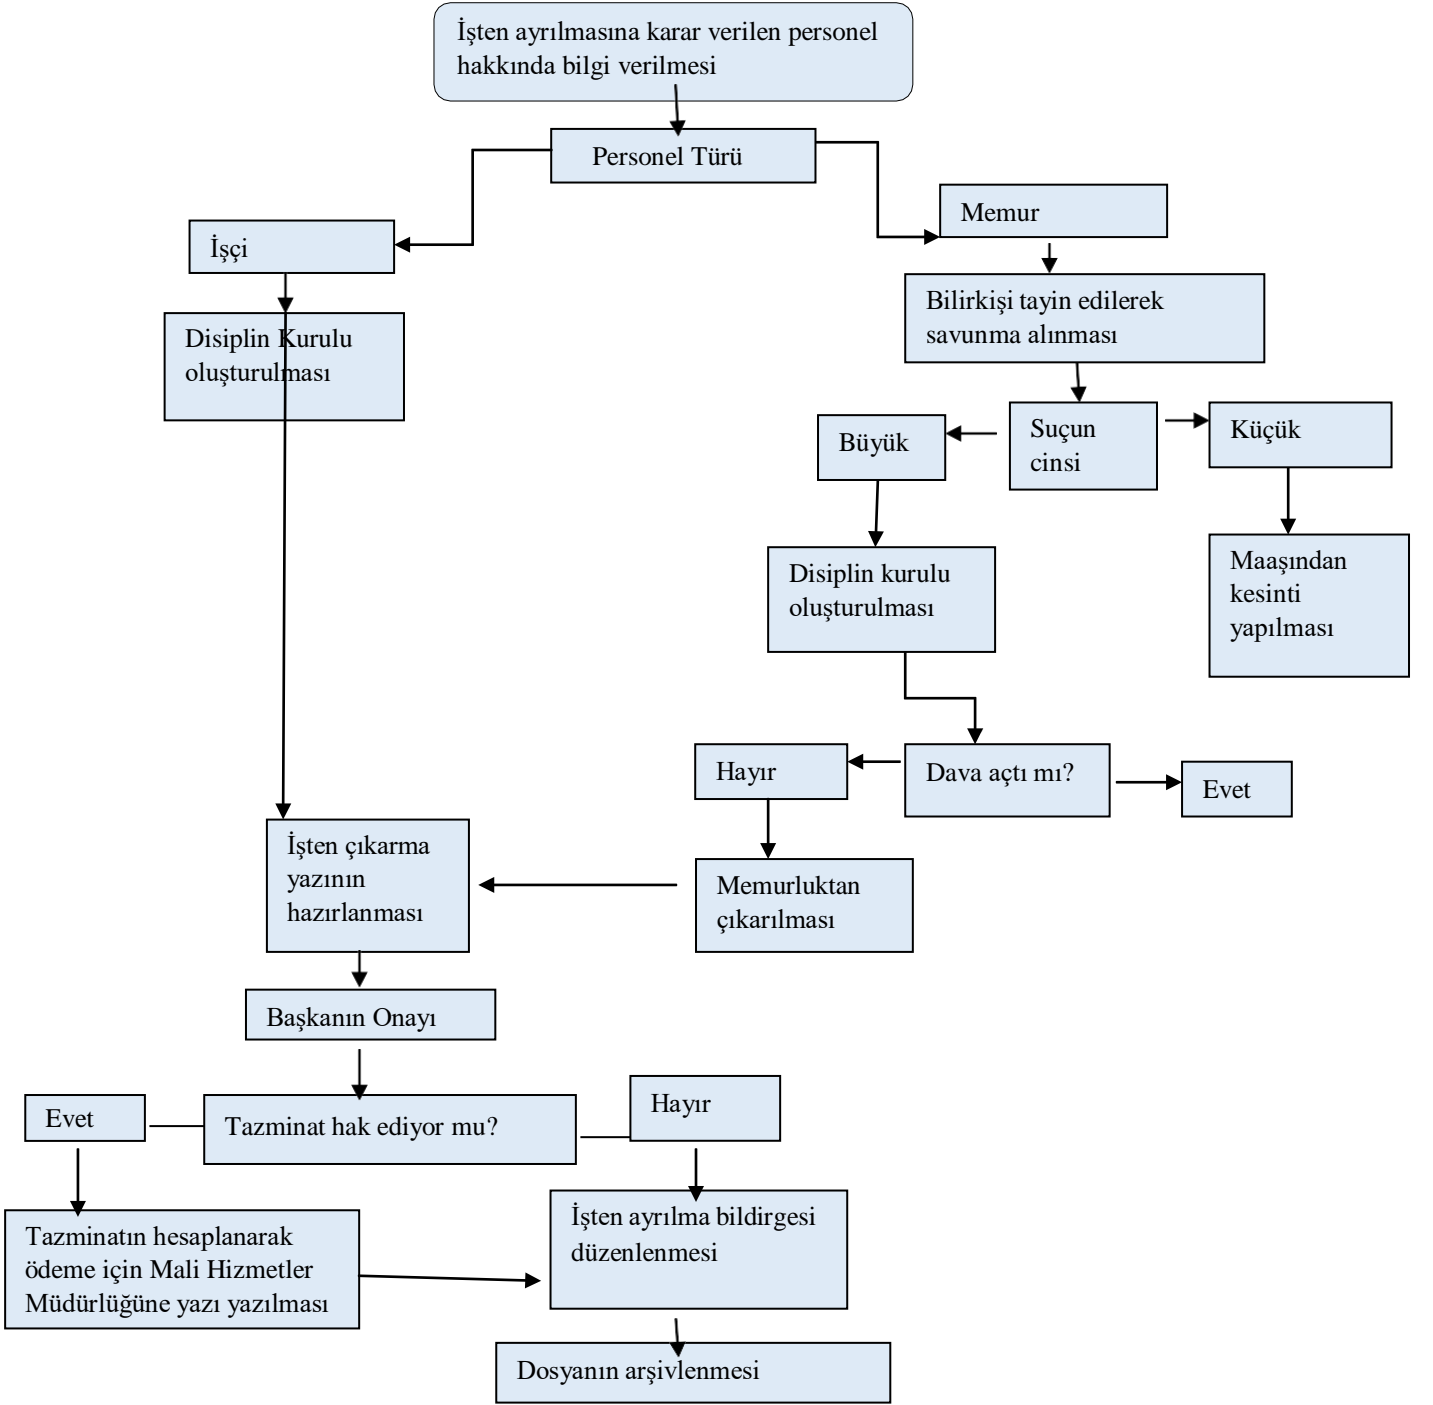 İşten ayrılmasına karar verilen personel
hakkında bilgi verilmesi
Personel Türü
Memur
İşçi
Bilirkişi tayin edilerek
savunma alınması
Disiplin Kurulu
oluşturulması
Büyük
Suçun
cinsi
Küçük
Disiplin kurulu
oluşturulması
Maaşından
kesinti
yapılması
Hayır
Dava açtı mı?
Evet
İşten çıkarma
yazının
hazırlanması
Memurluktan
çıkarılması
Başkanın Onayı
Evet
Tazminat hak ediyor mu?
Hayır
Tazminatın hesaplanarak
ödeme için Mali Hizmetler
Müdürlüğüne yazı yazılması
İşten ayrılma bildirgesi
düzenlenmesi
Dosyanın arşivlenmesi